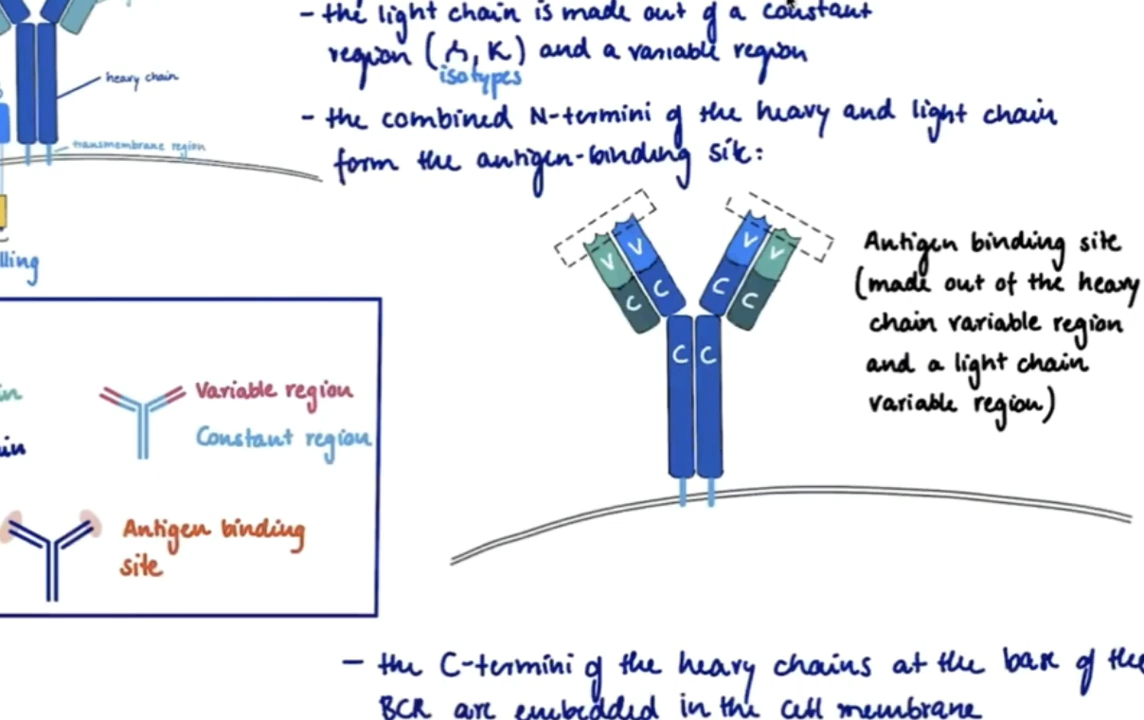 - the light chain is made out of a constant
region (λ, K) and a variable region
isotypes
heavy chain
- the combined N-termini of the heavy and light chain
form the antigen-binding site:
transmembrane region
lling
V V V V
C C C C
C C
Antigen binding site
(made out of the heavy
chain variable region
and a light chain
variable region)
in
in
Variable region
Constant region
Antigen binding
site
- the C-termini of the heavy chains at the base of the
BCR are embedded in the cell membrane